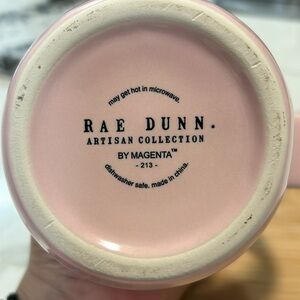 may get hot in microwave.
RAE DUNN.
ARTISAN COLLECTION
BY MAGENTA™
- 213 -
dishwasher safe. made in china.